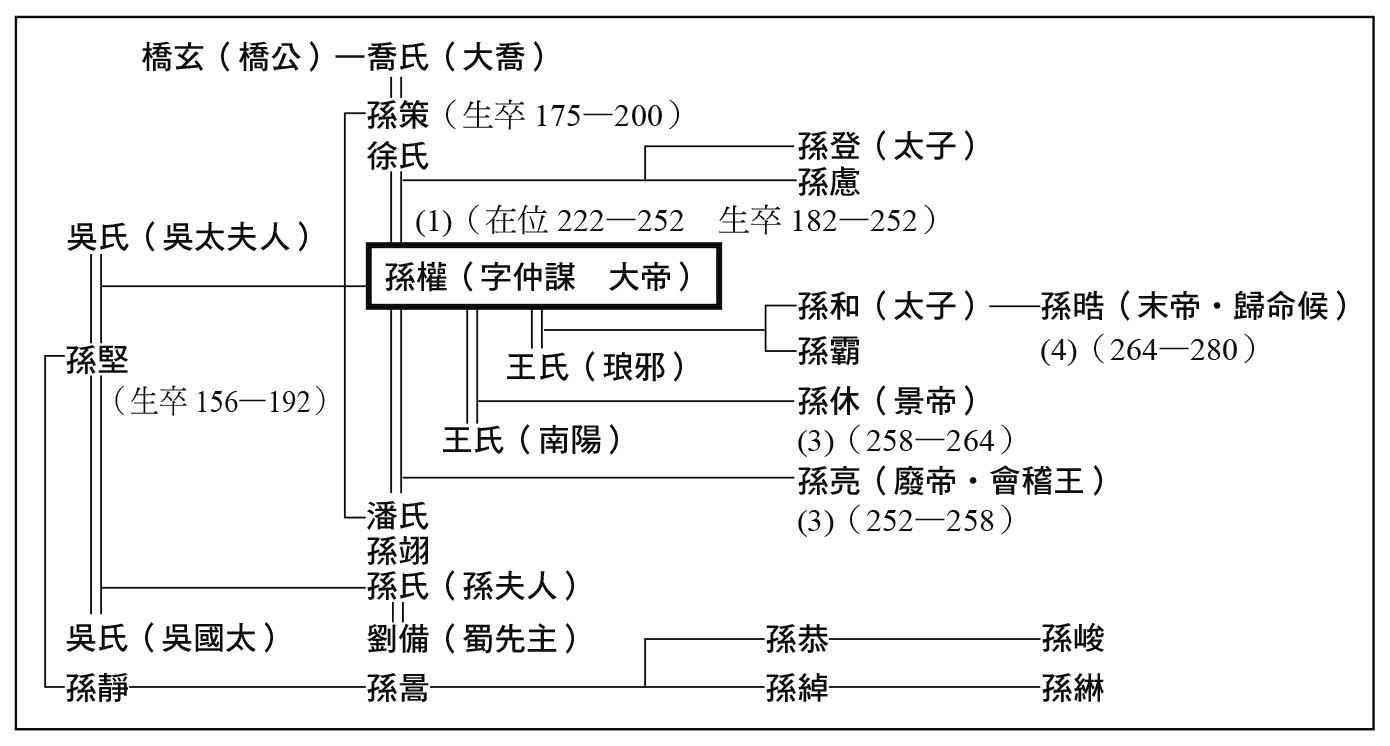 橋玄（橋公）—喬氏（大喬）
孫策（生卒 175—200）
徐氏
孫登（太子）
孫慮
(1)（在位 222—252　生卒 182—252）
吳氏（吳太夫人）
孫權（字仲謀　大帝）
孫和（太子）—孫晧（末帝・歸命候）
(4)（264—280）
孫霸
王氏（琅邪）
孫堅
（生卒 156—192）
孫休（景帝）
(3)（258—264）
王氏（南陽）
孫亮（廢帝・會稽王）
(3)（252—258）
潘氏
孫翊
孫氏（孫夫人）
吳氏（吳國太）
劉備（蜀先主）
孫恭—孫峻
孫靜—孫暠
孫綽—孫綝